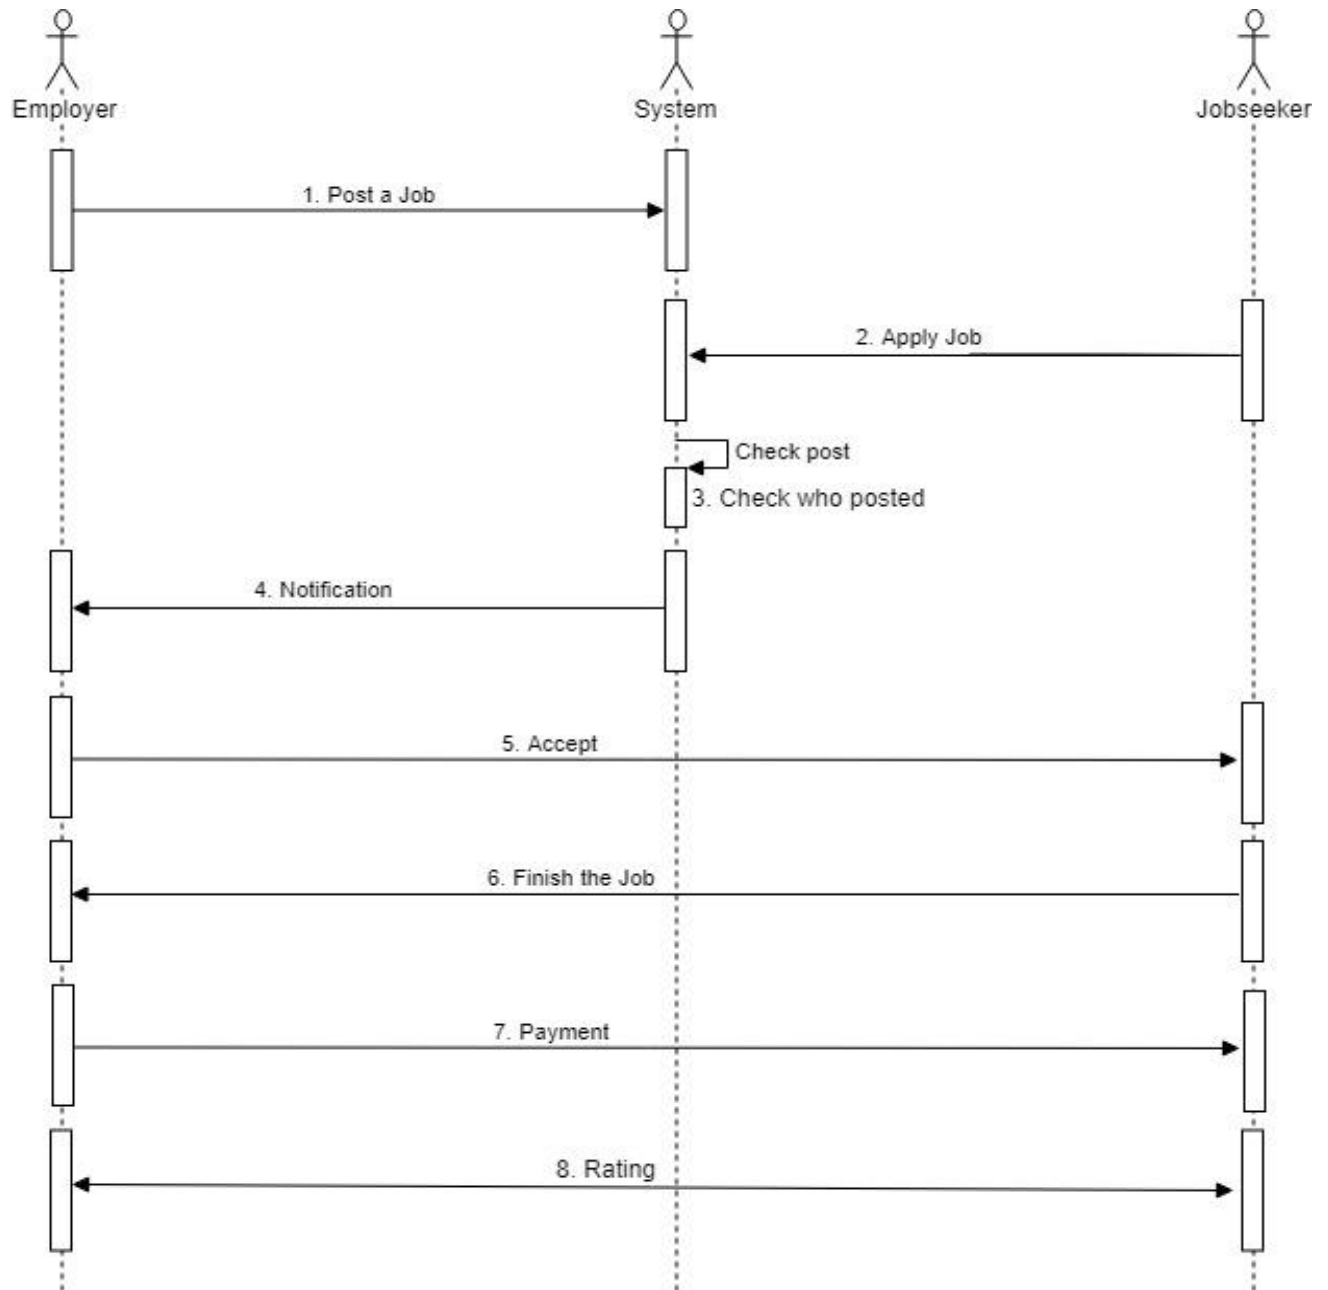 Employer
System
Jobseeker
1. Post a Job
2. Apply Job
Check post
3. Check who posted
4. Notification
5. Accept
6. Finish the Job
7. Payment
8. Rating